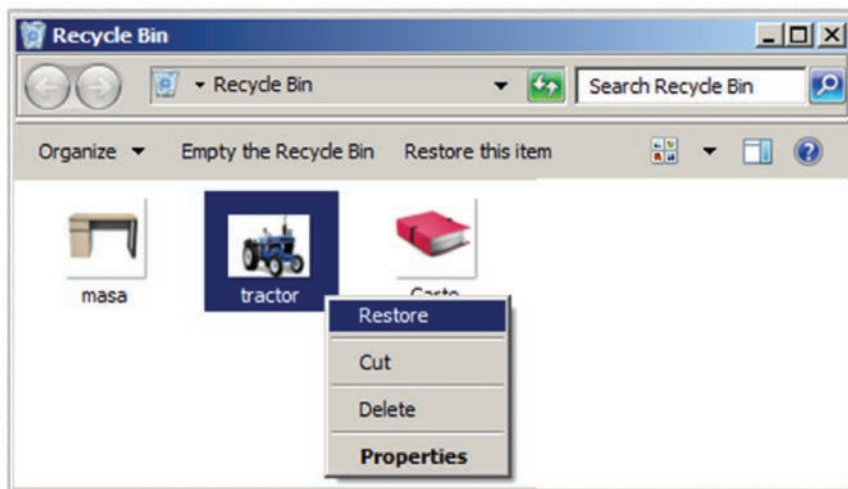 Recycle Bin
Recycle Bin
Search Recycle Bin
Organize
Empty the Recycle Bin
Restore this item
masa
tractor
Restore
Cut
Delete
Properties